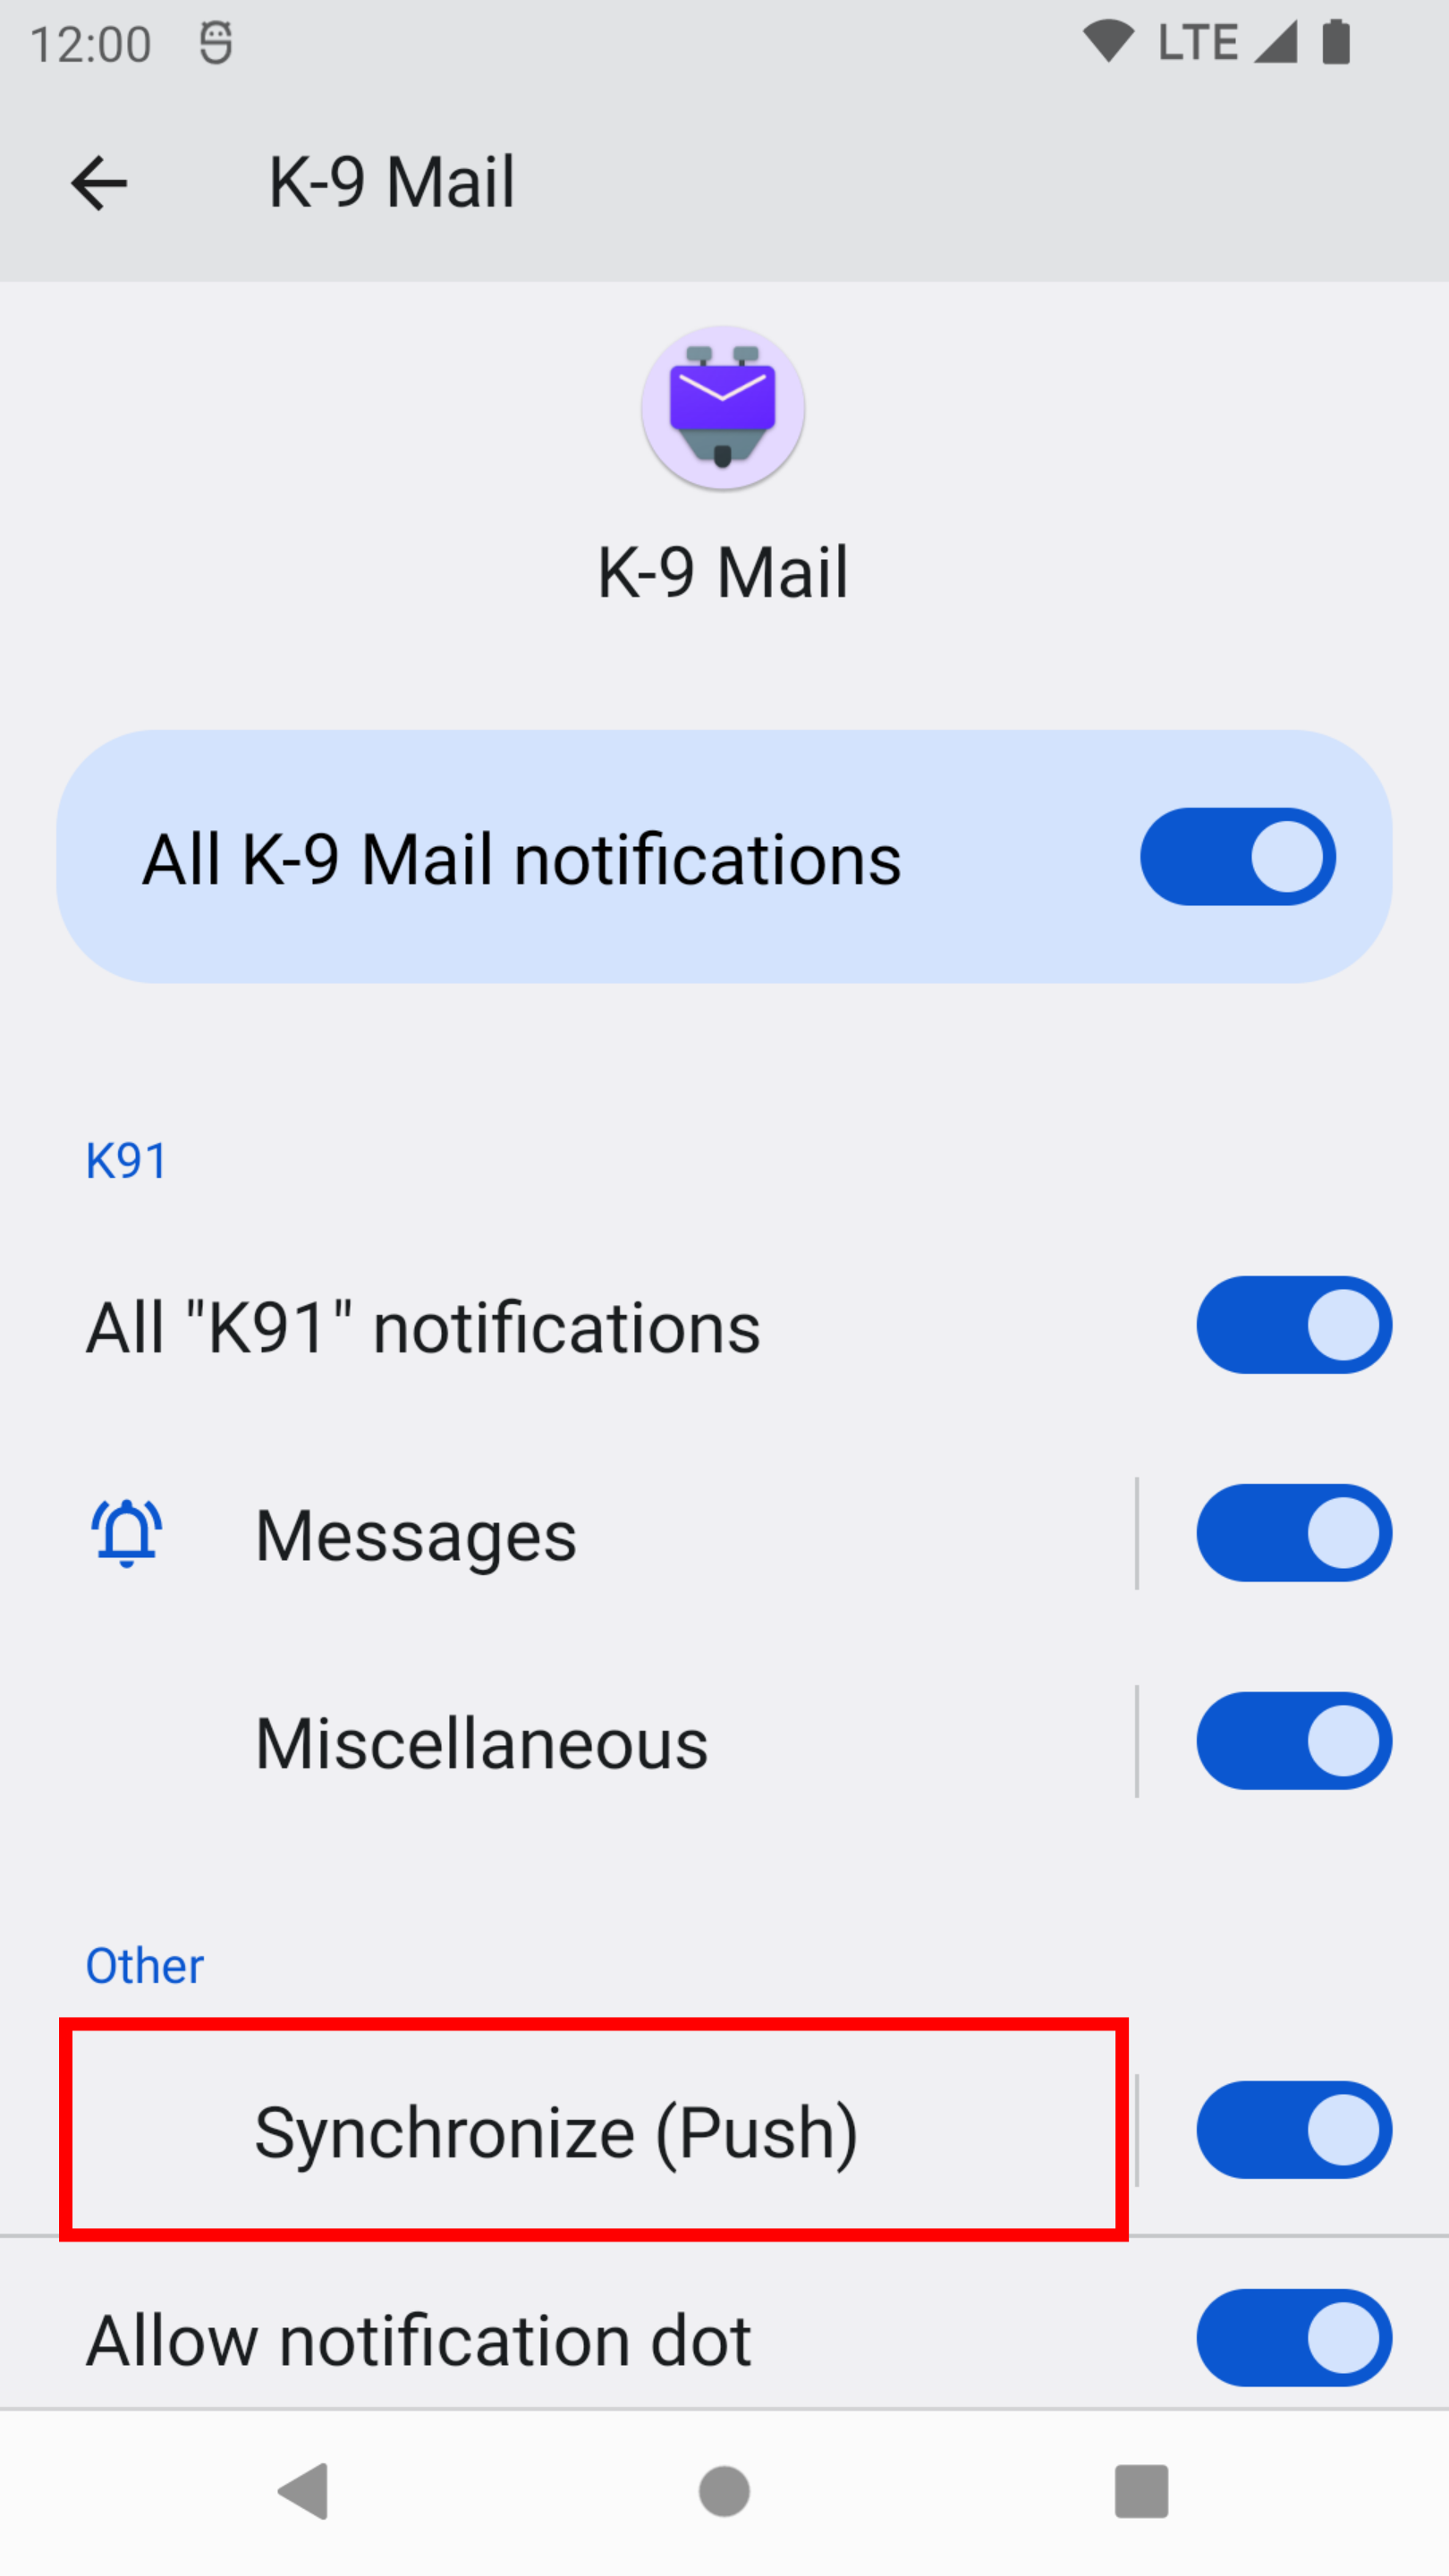 12:00 LTE
K-9 Mail
K-9 Mail
All K-9 Mail notifications
K91
All "K91" notifications
Messages
Miscellaneous
Other
Synchronize (Push)
Allow notification dot